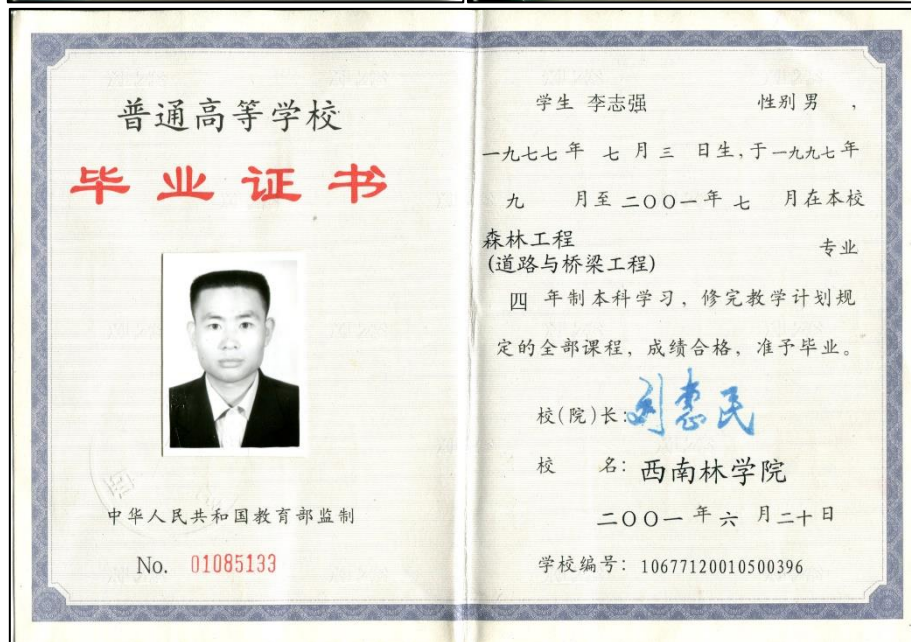 普通高等学校
毕业证书
中华人民共和国教育部监制
No. 01085133
学生 李志强 性别 男 ,
一九七七年 七 月 三 日生,于一九九七年
九 月至 二〇〇一年 七 月在本校
森林工程
(道路与桥梁工程)
专业
四 年制本科学习，修完教学计划规
定的全部课程，成绩合格，准予毕业。
校(院)长: 刘惠民
校 名: 西南林学院
二〇〇一年 六 月二十日
学校编号: 10677120010500396